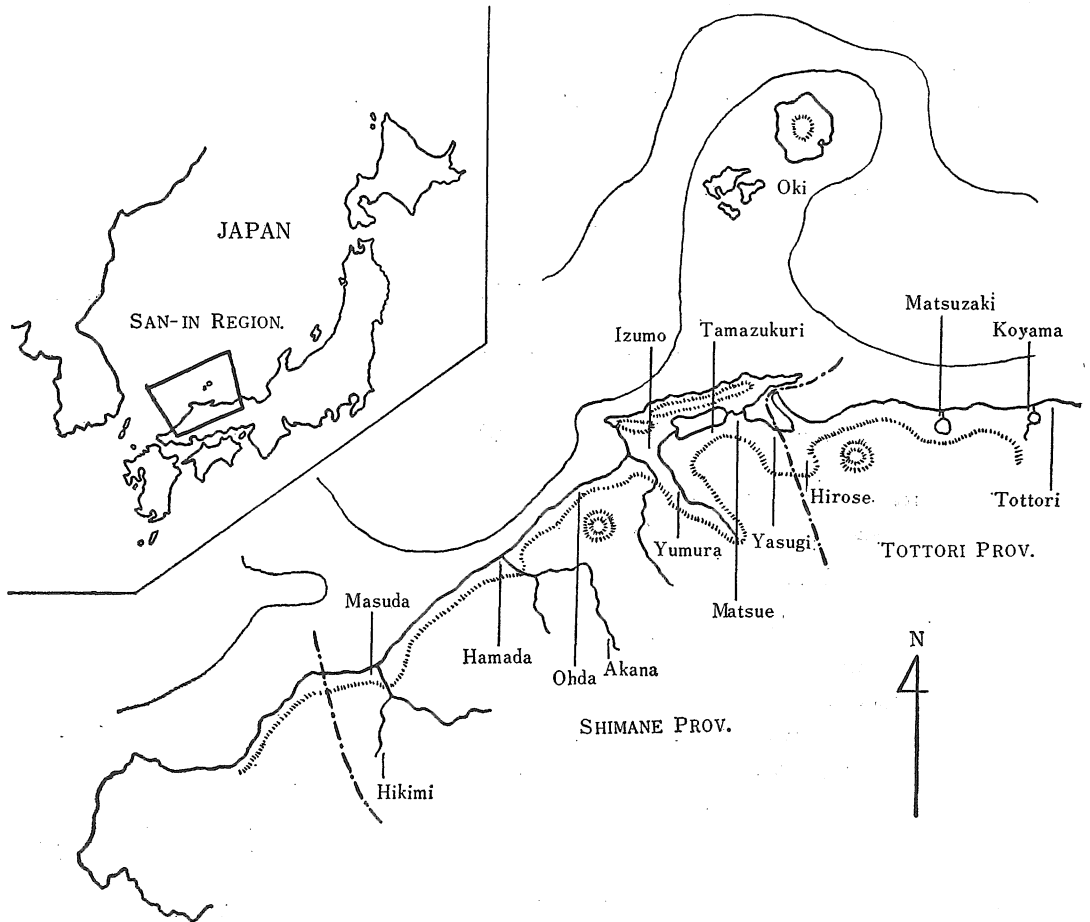 JAPAN
SAN-IN REGION.
Oki
Matsuzaki
Izumo
Tamazukuri
Koyama
Hirose
Tottori
Yumura
Yasugi
TOTTORI PROV.
Masuda
Matsue
Hamada
Ohda
Akana
N
SHIMANE PROV.
Hikimi